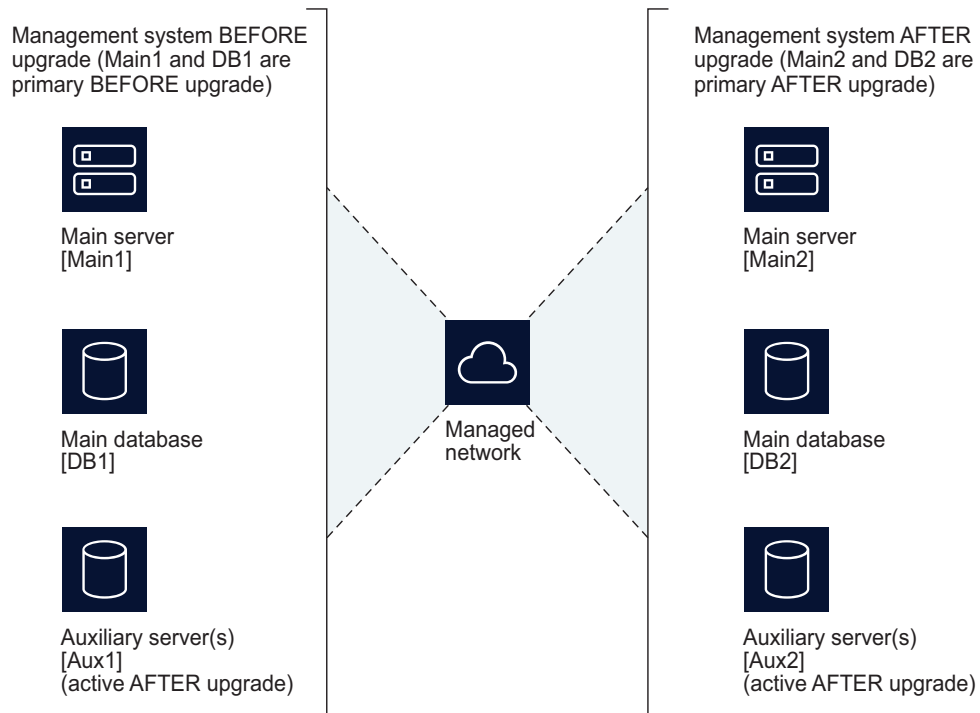 Management system BEFORE
upgrade (Main1 and DB1 are
primary BEFORE upgrade)
Main server
[Main1]
Main database
[DB1]
Auxiliary server(s)
[Aux1]
(active AFTER upgrade)
Managed
network
Management system AFTER
upgrade (Main2 and DB2 are
primary AFTER upgrade)
Main server
[Main2]
Main database
[DB2]
Auxiliary server(s)
[Aux2]
(active AFTER upgrade)